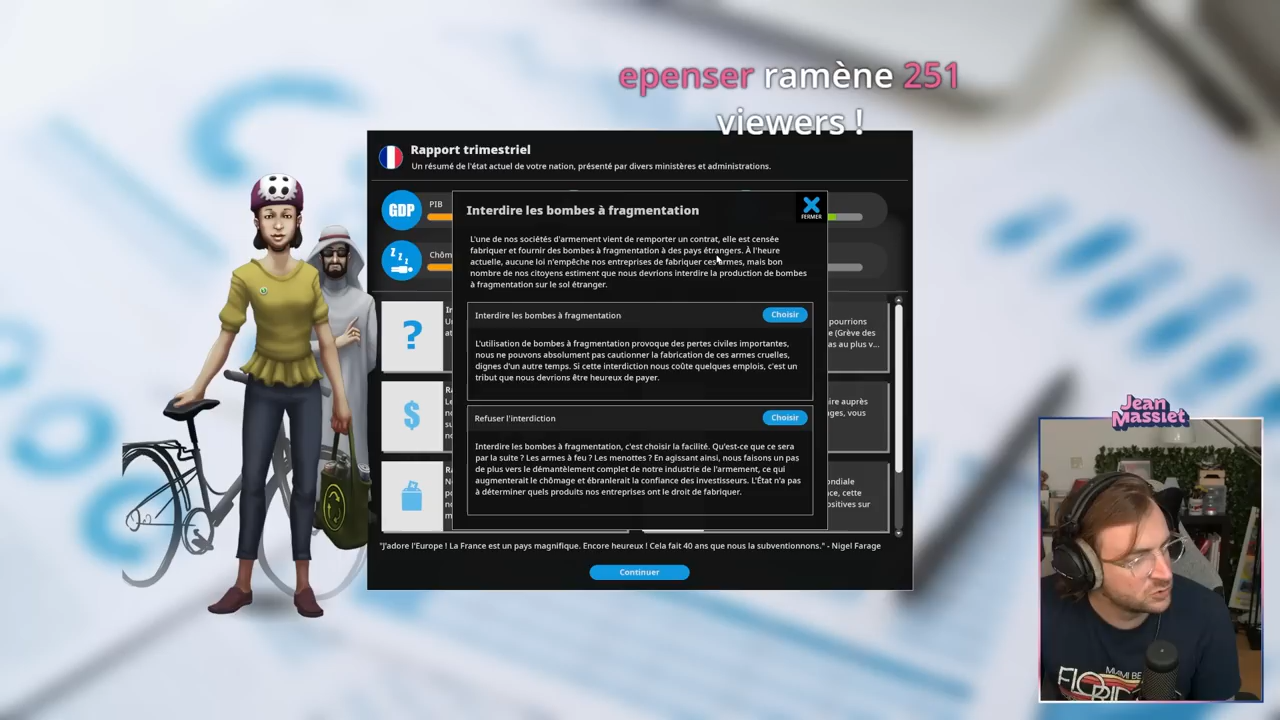 epenser ramène 251
viewers !
Rapport trimestriel
Un résumé de l'état actuel de votre nation, présenté par divers ministères et administrations.
GDP
PIB
Interdire les bombes à fragmentation
FERMER
L'une de nos sociétés d'armement vient de remporter un contrat, elle est censée
fabriquer et fournir des bombes à fragmentation à des pays étrangers. À l'heure
actuelle, aucune loi n'empêche nos entreprises de fabriquer ces armes, mais bon
nombre de nos citoyens estiment que nous devrions interdire la production de bombes
à fragmentation sur le sol étranger.
Interdire les bombes à fragmentation
Choisir
L'utilisation de bombes à fragmentation provoque des pertes civiles importantes,
nous ne pouvons absolument pas cautionner la fabrication de ces armes cruelles,
dignes d'un autre temps. Si cette interdiction nous coûte quelques emplois, c'est un
tribut que nous devrions être heureux de payer.
Refuser l'interdiction
Choisir
Interdire les bombes à fragmentation, c'est choisir la facilité. Qu'est-ce que ce sera
par la suite ? Les armes à feu ? Les menottes ? En agissant ainsi, nous faisons un pas
de plus vers le démantèlement complet de notre industrie de l'armement, ce qui
augmenterait le chômage et ébranlerait la confiance des investisseurs. L'État n'a pas
à déterminer quels produits nos entreprises ont le droit de fabriquer.
pourrions
(Grève des
as au plus v...
aire auprès
ges, vous
ondiale
ce, cette
positives sur
"J'adore l'Europe ! La France est un pays magnifique. Encore heureux ! Cela fait 40 ans que nous la subventionnons." - Nigel Farage
Continuer
Jean
Massiet
MIAMI BE